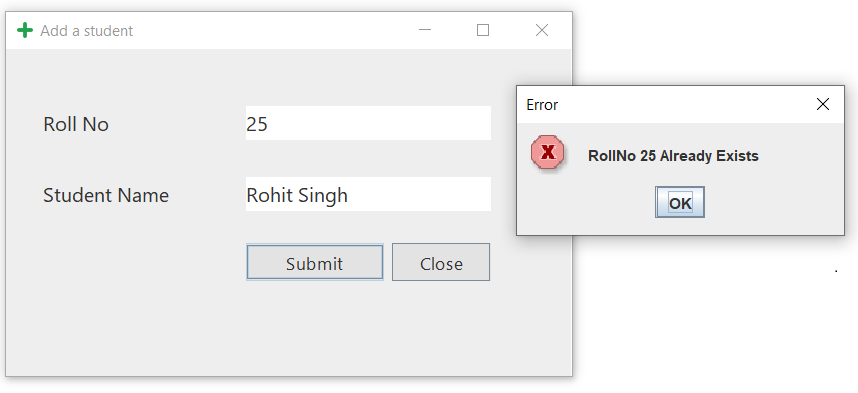 Add a student
Roll No
25
Student Name
Rohit Singh
Submit
Close
Error
X
RollNo 25 Already Exists
OK
.